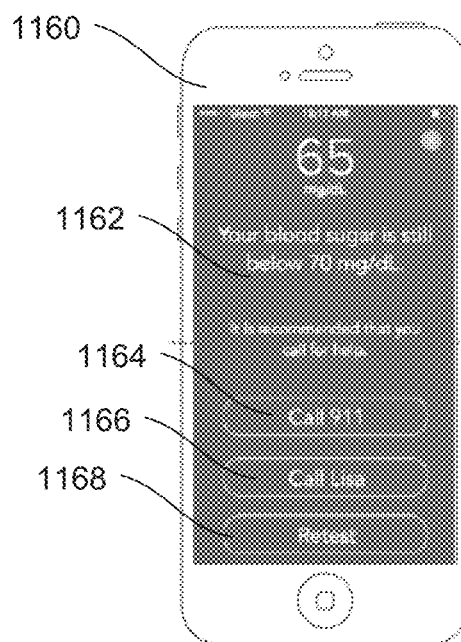 1160
65
mg/dL
1162
Your blood sugar is still
below 70 mg/dL.
It is recommended that you
call for help.
1164
Call 911
1166
Call Lisa
1168
Retest